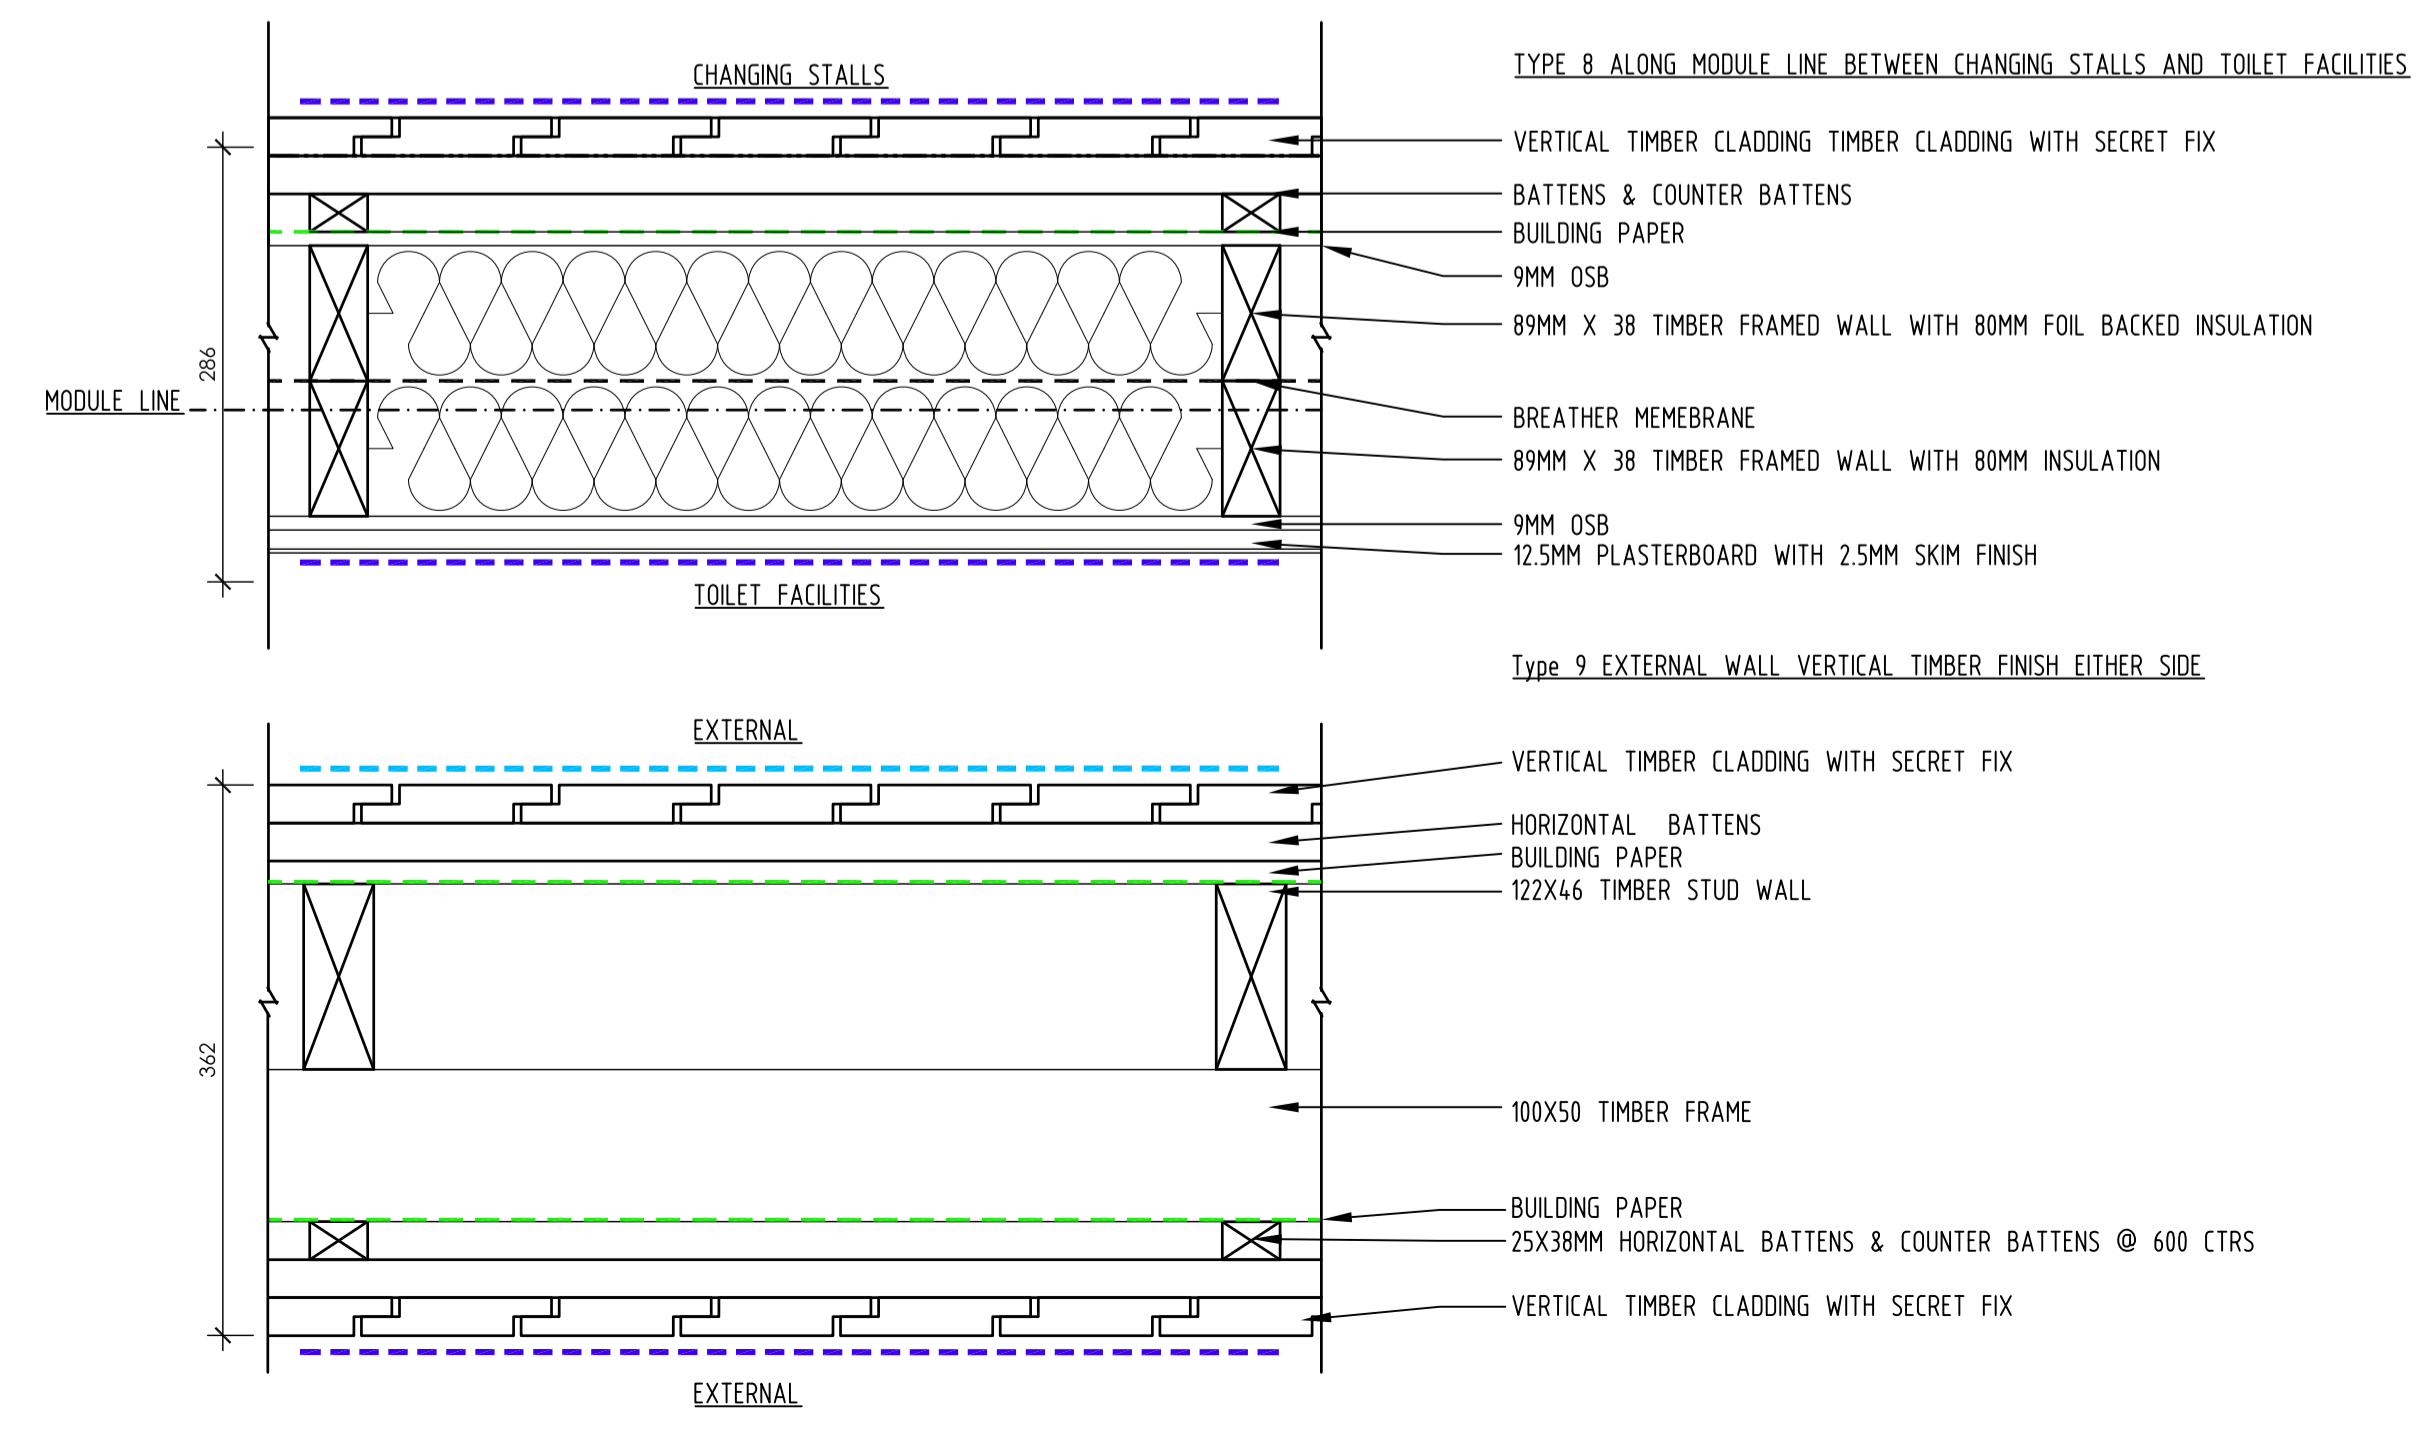 TYPE 8 ALONG MODULE LINE BETWEEN CHANGING STALLS AND TOILET FACILITIES
CHANGING STALLS
VERTICAL TIMBER CLADDING TIMBER CLADDING WITH SECRET FIX
BATTENS & COUNTER BATTENS
BUILDING PAPER
9MM OSB
89MM X 38 TIMBER FRAMED WALL WITH 80MM FOIL BACKED INSULATION
286
MODULE LINE
BREATHER MEMEBRANE
89MM X 38 TIMBER FRAMED WALL WITH 80MM INSULATION
9MM OSB
12.5MM PLASTERBOARD WITH 2.5MM SKIM FINISH
TOILET FACILITIES
Type 9 EXTERNAL WALL VERTICAL TIMBER FINISH EITHER SIDE
EXTERNAL
VERTICAL TIMBER CLADDING WITH SECRET FIX
HORIZONTAL BATTENS
BUILDING PAPER
122X46 TIMBER STUD WALL
362
100X50 TIMBER FRAME
BUILDING PAPER
25X38MM HORIZONTAL BATTENS & COUNTER BATTENS @ 600 CTRS
VERTICAL TIMBER CLADDING WITH SECRET FIX
EXTERNAL